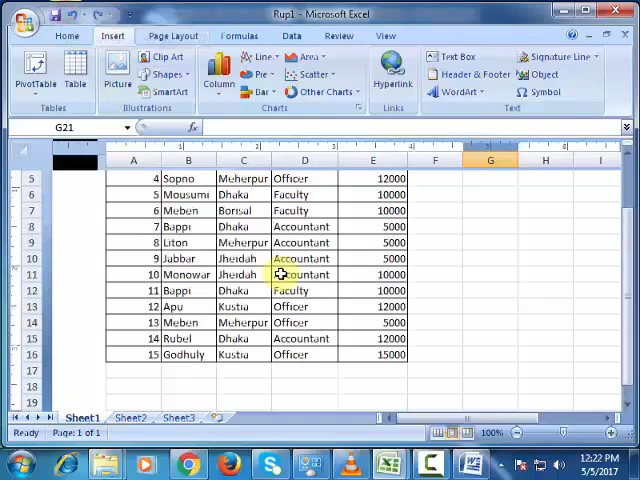 Rup1 - Microsoft Excel
Home Insert Page Layout Formulas Data Review View
PivotTable Table Picture Clip Art Shapes SmartArt Column Line Pie Bar Area Scatter Other Charts Hyperlink Text Box Header & Footer WordArt Signature Line Object Symbol
Tables Illustrations Charts Links Text
G21 fx
A B C D E F G H I
5 4 Sopno Meherpur Officer 12000
6 5 Mousumi Dhaka Faculty 10000
7 6 Meben Borisal Faculty 10000
8 7 Bappi Dhaka Accountant 5000
9 8 Liton Meherpur Accountant 5000
10 9 Jabbar Jheidah Accountant 5000
11 10 Monowar Jheidah Accountant 10000
12 11 Bappi Dhaka Faculty 10000
13 12 Apu Kustia Officer 12000
14 13 Meben Meherpur Officer 5000
15 14 Rubel Dhaka Accountant 12000
16 15 Godhuly Kustia Officer 15000
17
18
19
Sheet1 Sheet2 Sheet3
Ready Page: 1 of 1 100%
12:22 PM
5/5/2017